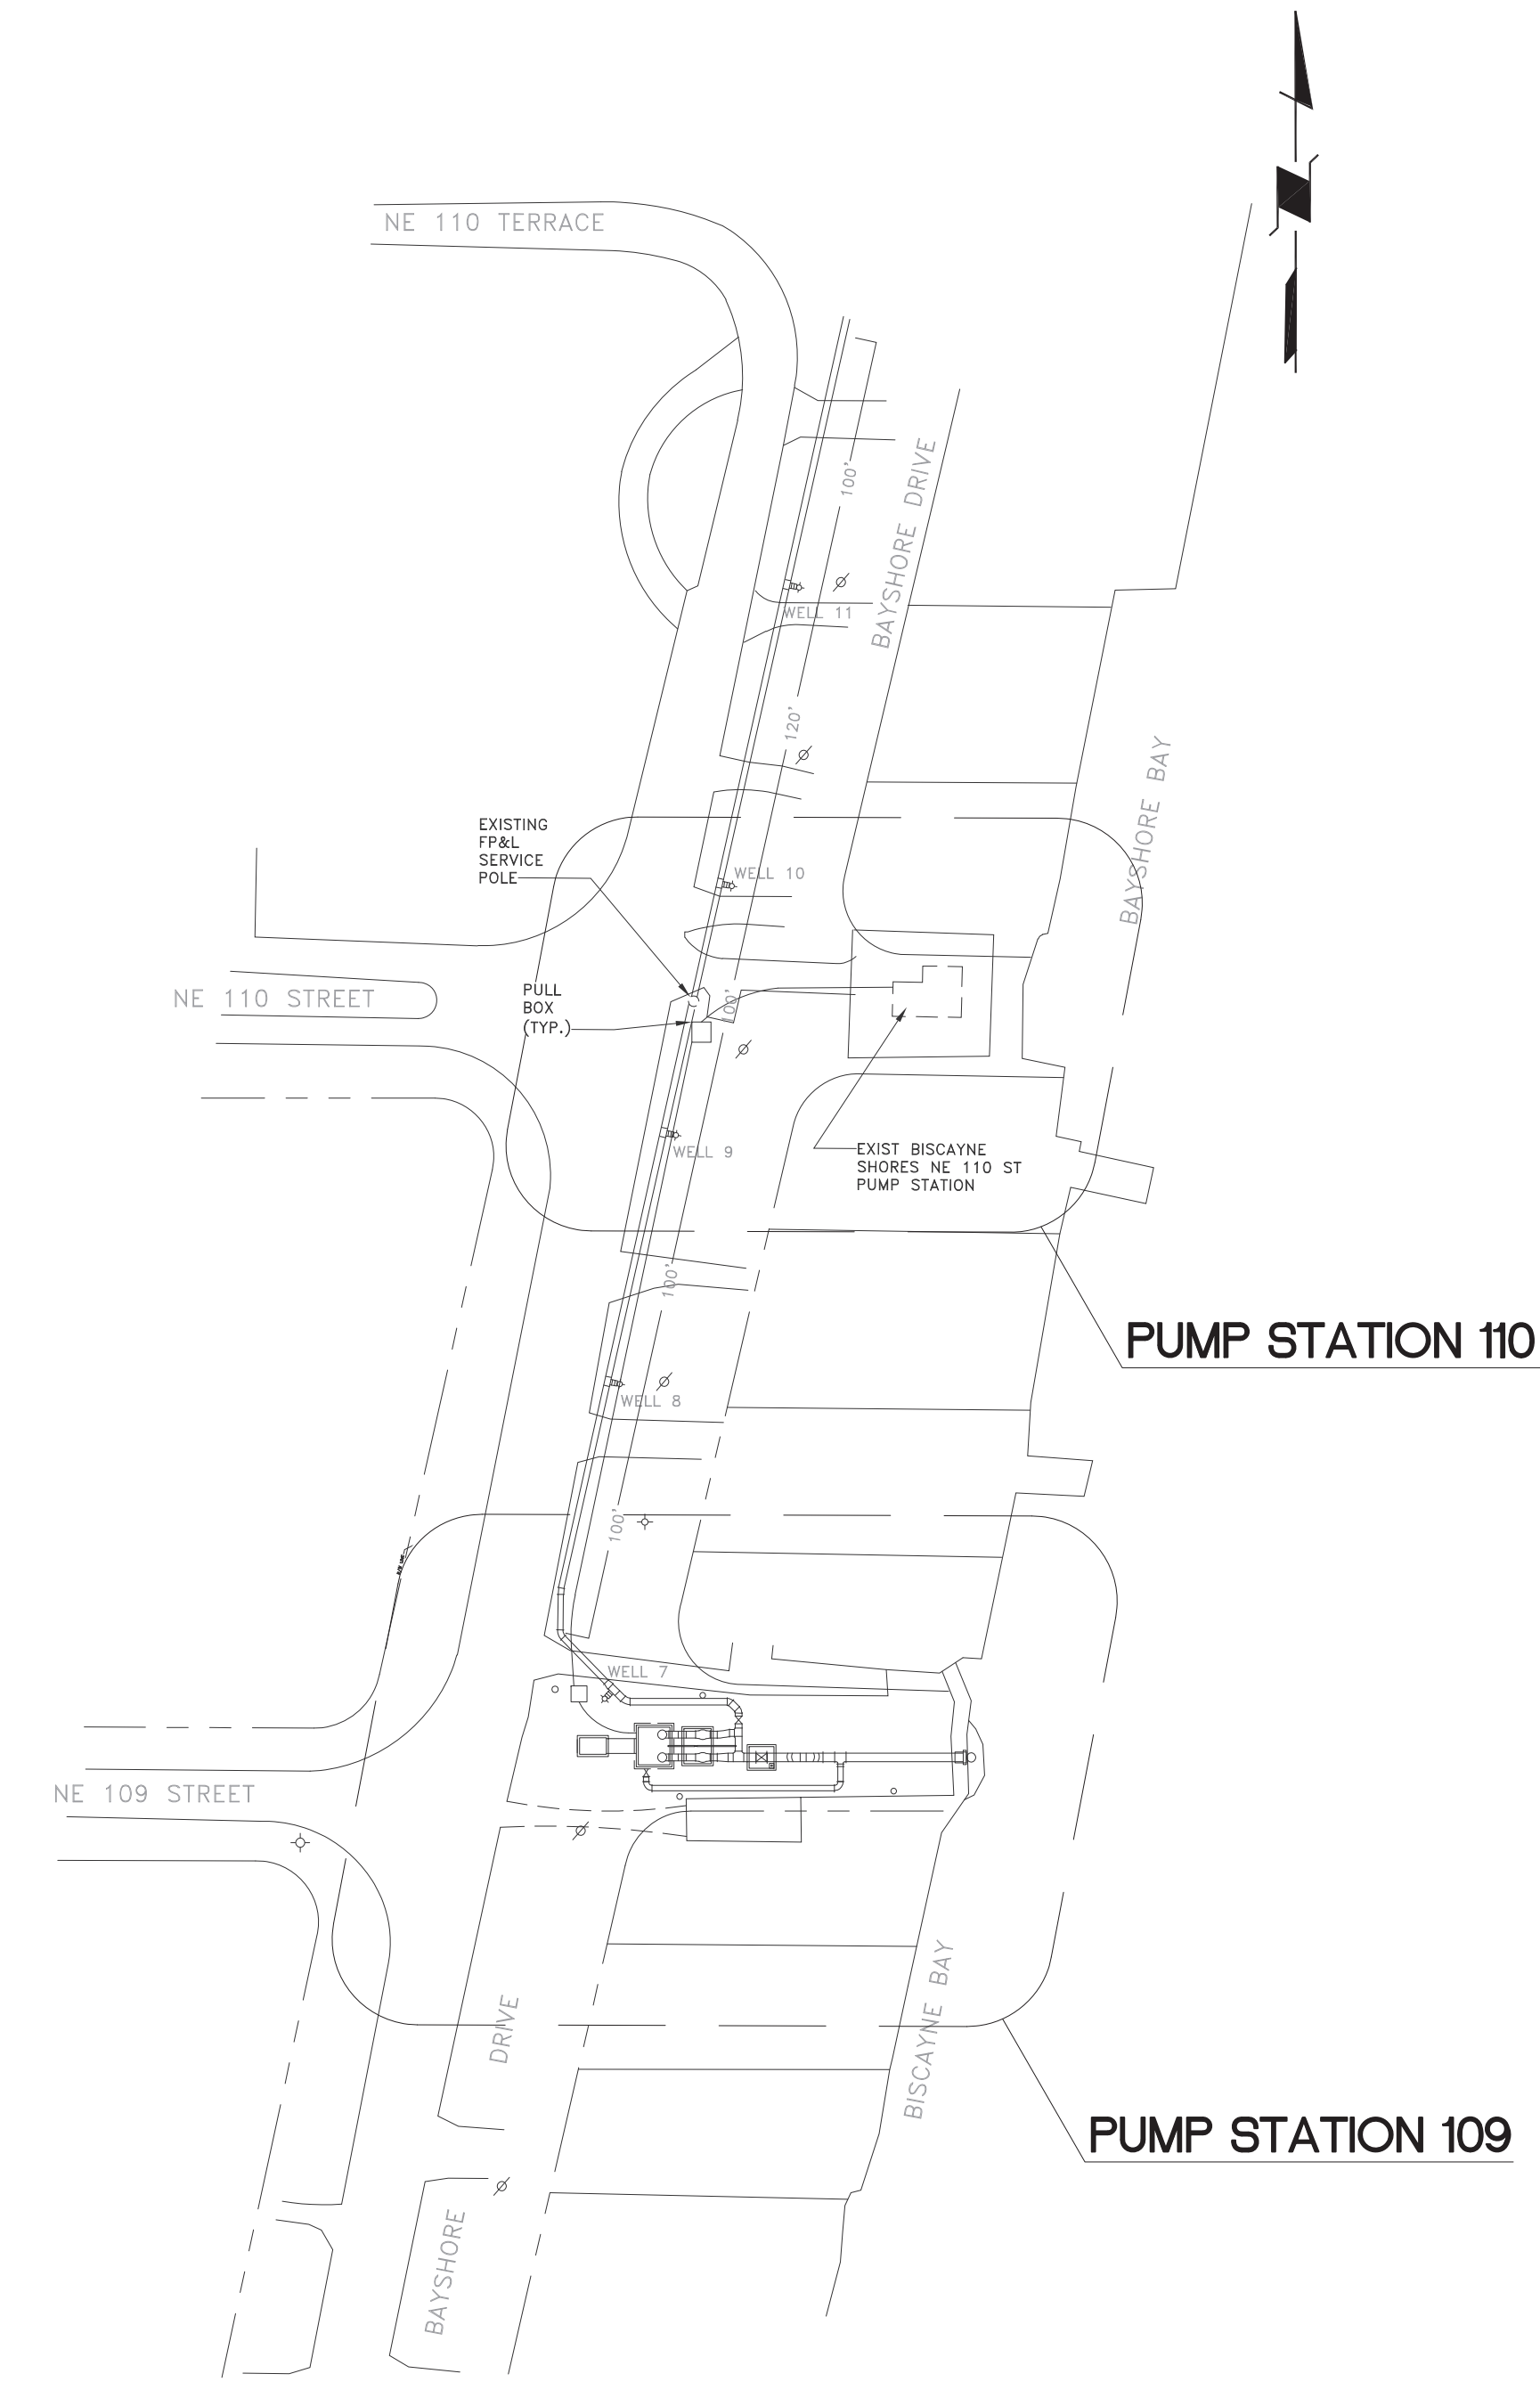 NE 110 TERRACE
100'
BAYSHORE DRIVE
WELL 11
120'
BAYSHORE BAY
EXISTING
FP&L
SERVICE
POLE
WELL 10
NE 110 STREET
PULL
BOX
(TYP.)
100'
WELL 9
EXIST BISCAYNE
SHORES NE 110 ST
PUMP STATION
100'
PUMP STATION 110
WELL 8
100'
WELL 7
NE 109 STREET
DRIVE
BISCAYNE BAY
PUMP STATION 109
BAYSHORE